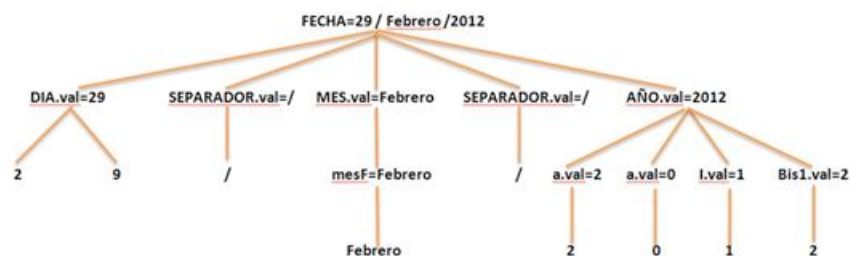 FECHA=29 / Febrero /2012
DIA.val=29 SEPARADOR.val=/ MES.val=Febrero SEPARADOR.val=/ AÑO.val=2012
2 9 / mesF=Febrero / a.val=2 a.val=0 I.val=1 Bis1.val=2
Febrero 2 0 1 2